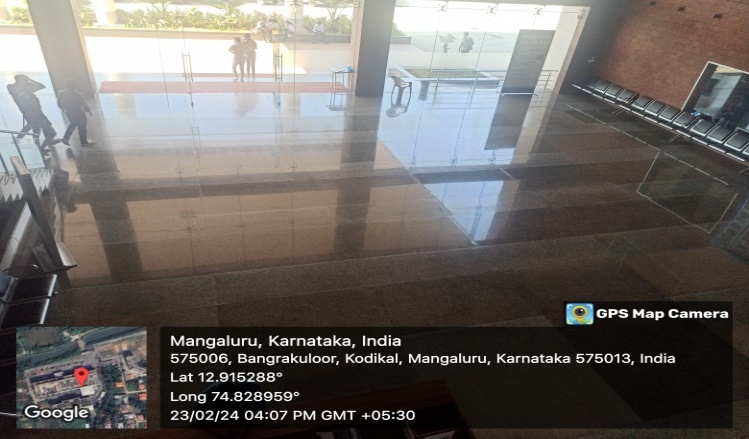 GPS Map Camera
Mangaluru, Karnataka, India
575006, Bangrakuloor, Kodikal, Mangaluru, Karnataka 575013, India
Lat 12.915288°
Long 74.828959°
23/02/24 04:07 PM GMT +05:30
Google